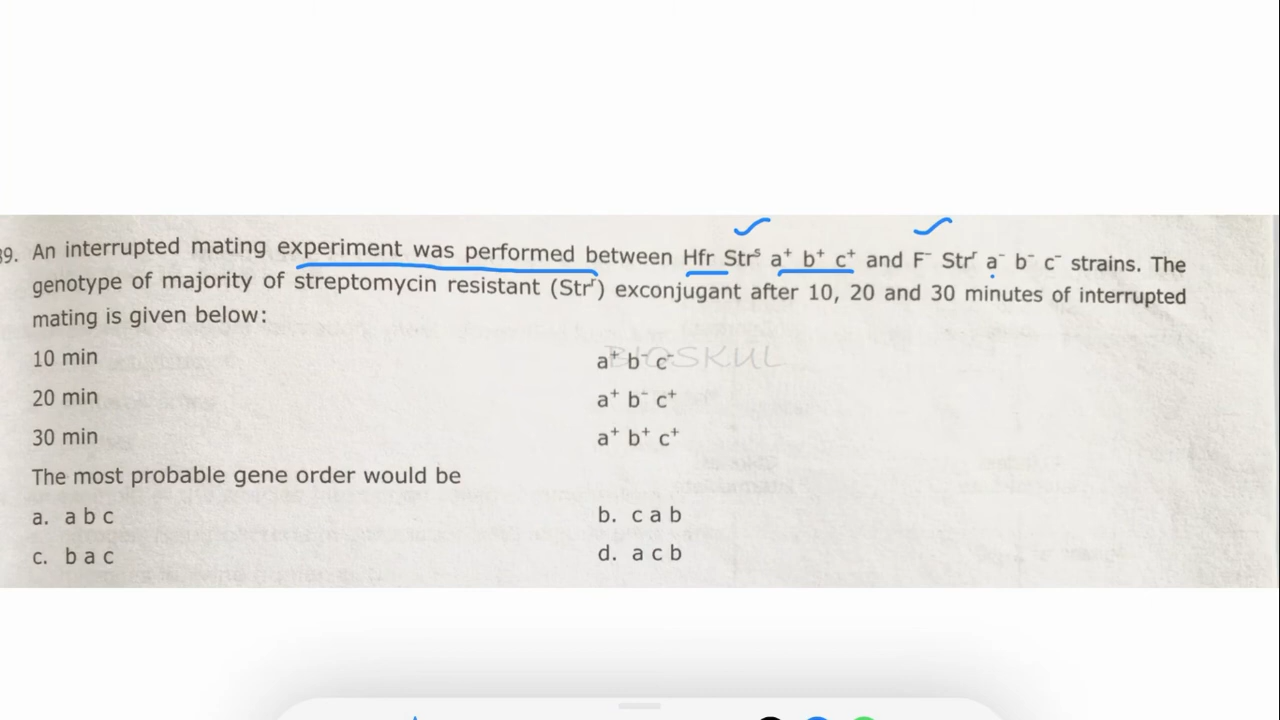 39. An interrupted mating experiment was performed between Hfr Strˢ a⁺ b⁺ c⁺ and F⁻ Strʳ a⁻ b⁻ c⁻ strains. The
genotype of majority of streptomycin resistant (Strʳ) exconjugant after 10, 20 and 30 minutes of interrupted
mating is given below:
10 min a⁺ b⁻ c⁻
BIOSKUL
20 min a⁺ b⁻ c⁺
30 min a⁺ b⁺ c⁺
The most probable gene order would be
a. a b c b. c a b
c. b a c d. a c b